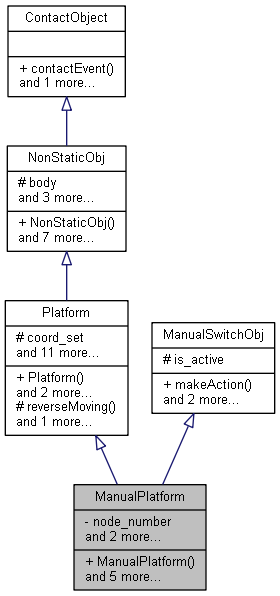 ContactObject
+ contactEvent()
and 1 more...
NonStaticObj
# body
and 3 more...
+ NonStaticObj()
and 7 more...
Platform
# coord_set
and 11 more...
+ Platform()
and 2 more...
# reverseMoving()
and 1 more...
ManualSwitchObj
# is_active
+ makeAction()
and 2 more...
ManualPlatform
- node_number
and 2 more...
+ ManualPlatform()
and 5 more...